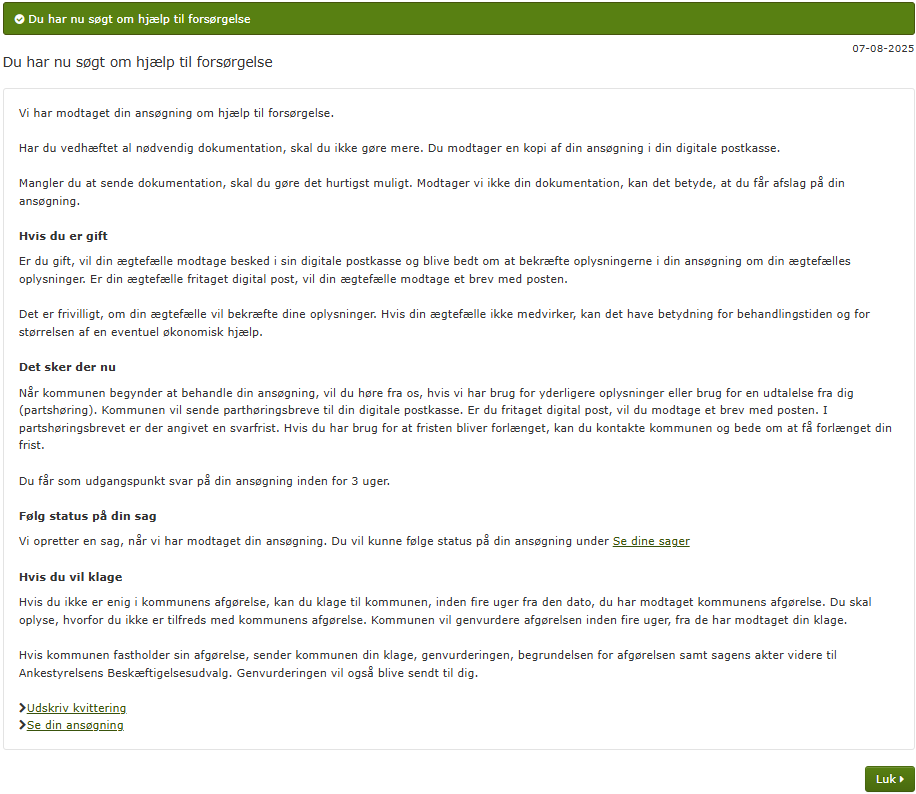 Du har nu søgt om hjælp til forsørgelse
07-08-2025
Du har nu søgt om hjælp til forsørgelse
Vi har modtaget din ansøgning om hjælp til forsørgelse.
Har du vedhæftet al nødvendig dokumentation, skal du ikke gøre mere. Du modtager en kopi af din ansøgning i din digitale postkasse.
Mangler du at sende dokumentation, skal du gøre det hurtigst muligt. Modtager vi ikke din dokumentation, kan det betyde, at du får afslag på din
ansøgning.
Hvis du er gift
Er du gift, vil din ægtefælle modtage besked i sin digitale postkasse og blive bedt om at bekræfte oplysningerne i din ansøgning om din ægtefælles
oplysninger. Er din ægtefælle fritaget digital post, vil din ægtefælle modtage et brev med posten.
Det er frivilligt, om din ægtefælle vil bekræfte dine oplysninger. Hvis din ægtefælle ikke medvirker, kan det have betydning for behandlingstiden og for
størrelsen af en eventuel økonomisk hjælp.
Det sker der nu
Når kommunen begynder at behandle din ansøgning, vil du høre fra os, hvis vi har brug for yderligere oplysninger eller brug for en udtalelse fra dig
(partshøring). Kommunen vil sende parthøringsbreve til din digitale postkasse. Er du fritaget digital post, vil du modtage et brev med posten. I
partshøringsbrevet er der angivet en svarfrist. Hvis du har brug for at fristen bliver forlænget, kan du kontakte kommunen og bede om at få forlænget din
frist.
Du får som udgangspunkt svar på din ansøgning inden for 3 uger.
Følg status på din sag
Vi opretter en sag, når vi har modtaget din ansøgning. Du vil kunne følge status på din ansøgning under Se dine sager
Hvis du vil klage
Hvis du ikke er enig i kommunens afgørelse, kan du klage til kommunen, inden fire uger fra den dato, du har modtaget kommunens afgørelse. Du skal
oplyse, hvorfor du ikke er tilfreds med kommunens afgørelse. Kommunen vil genvurdere afgørelsen inden fire uger, fra de har modtaget din klage.
Hvis kommunen fastholder sin afgørelse, sender kommunen din klage, genvurderingen, begrundelsen for afgørelsen samt sagens akter videre til
Ankestyrelsens Beskæftigelsesudvalg. Genvurderingen vil også blive sendt til dig.
Udskriv kvittering
Se din ansøgning
Luk